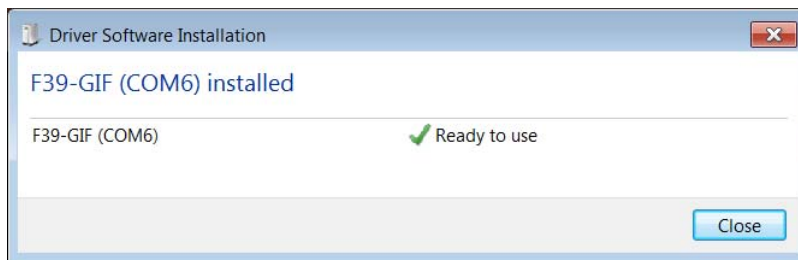 Driver Software Installation
F39-GIF (COM6) installed
F39-GIF (COM6) Ready to use
Close